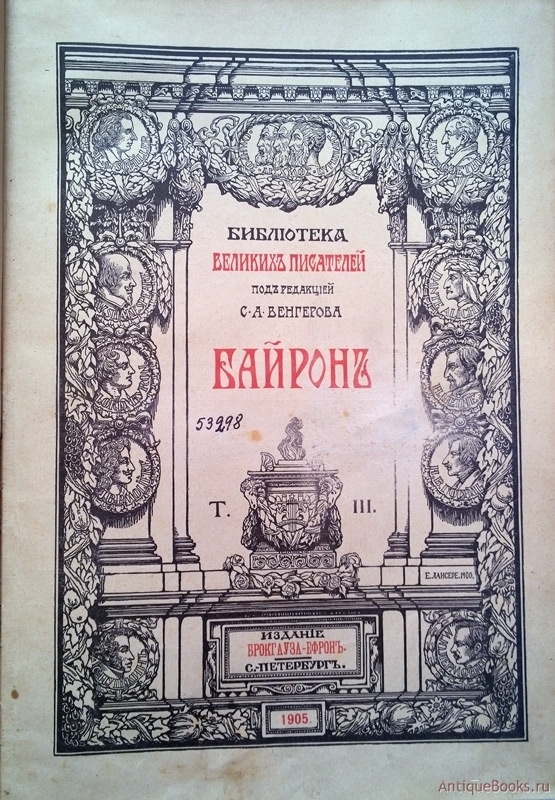 БИБЛІОТЕКА
ВЕЛИКИХЪ ПИСАТЕЛЕЙ
ПОДЪ РЕДАКЦІЕЙ
С·А·ВЕНГЕРОВА
БАЙРОНЪ
53298
Т. III.
Е. ЛАНСЕРЕ. 1900.
ИЗДАНІЕ
БРОКГАУЗА-ЕФРОНЪ·
С.-ПЕТЕРБУРГЪ.
1905.
AntiqueBooks.ru